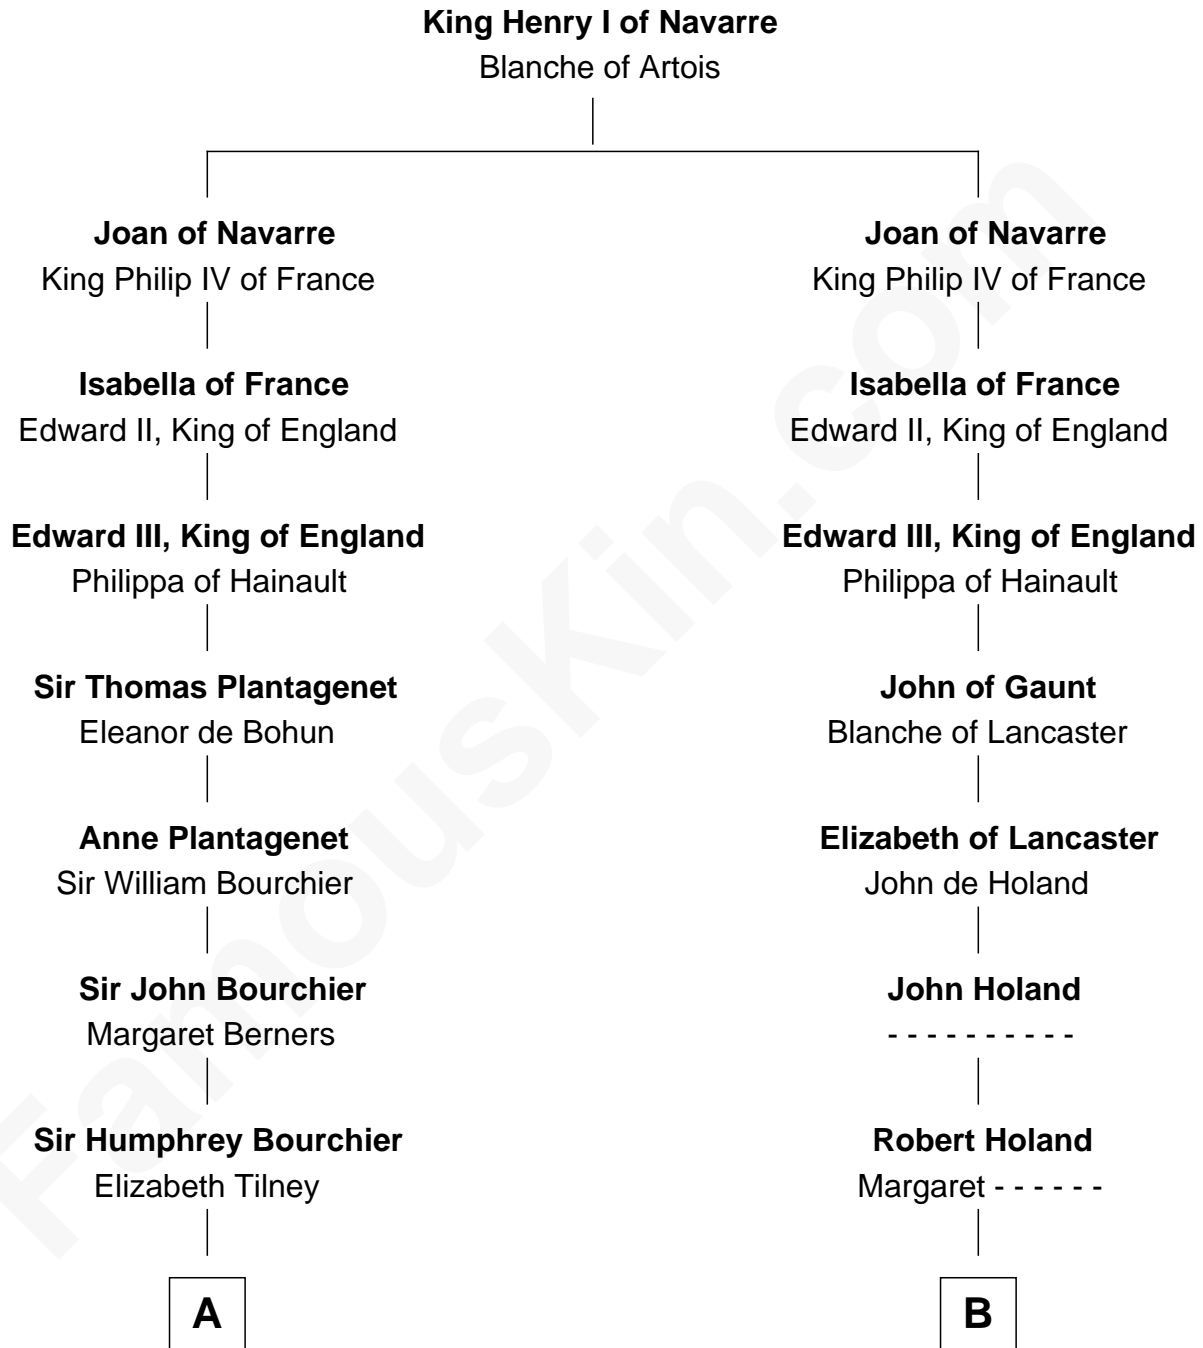 King Henry I of Navarre
Blanche of Artois
Joan of Navarre
King Philip IV of France
Joan of Navarre
King Philip IV of France
Isabella of France
Edward II, King of England
Isabella of France
Edward II, King of England
Edward III, King of England
Philippa of Hainault
Edward III, King of England
Philippa of Hainault
Sir Thomas Plantagenet
Eleanor de Bohun
John of Gaunt
Blanche of Lancaster
Anne Plantagenet
Sir William Bourchier
Elizabeth of Lancaster
John de Holand
Sir John Bourchier
Margaret Berners
John Holand
- - - - - - - - - -
Sir Humphrey Bourchier
Elizabeth Tilney
Robert Holand
Margaret - - - - - -
A
B
FamousKin.com